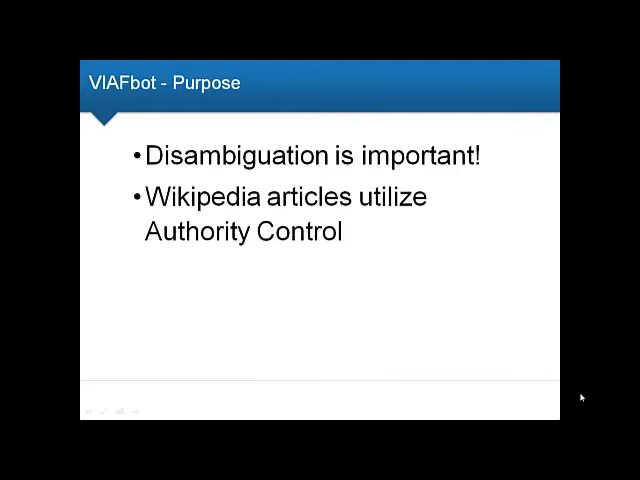 VIAFbot - Purpose
•Disambiguation is important!
•Wikipedia articles utilize
Authority Control